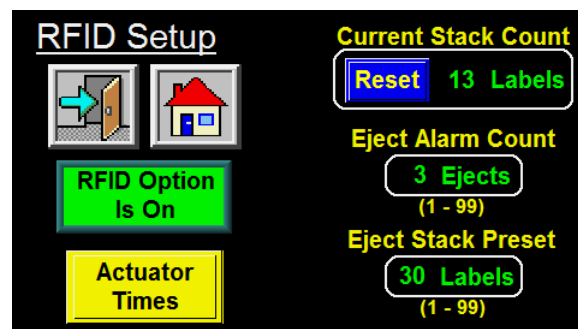 RFID Setup
RFID Option
Is On
Actuator
Times
Current Stack Count
Reset 13 Labels
Eject Alarm Count
3 Ejects
(1 - 99)
Eject Stack Preset
30 Labels
(1 - 99)